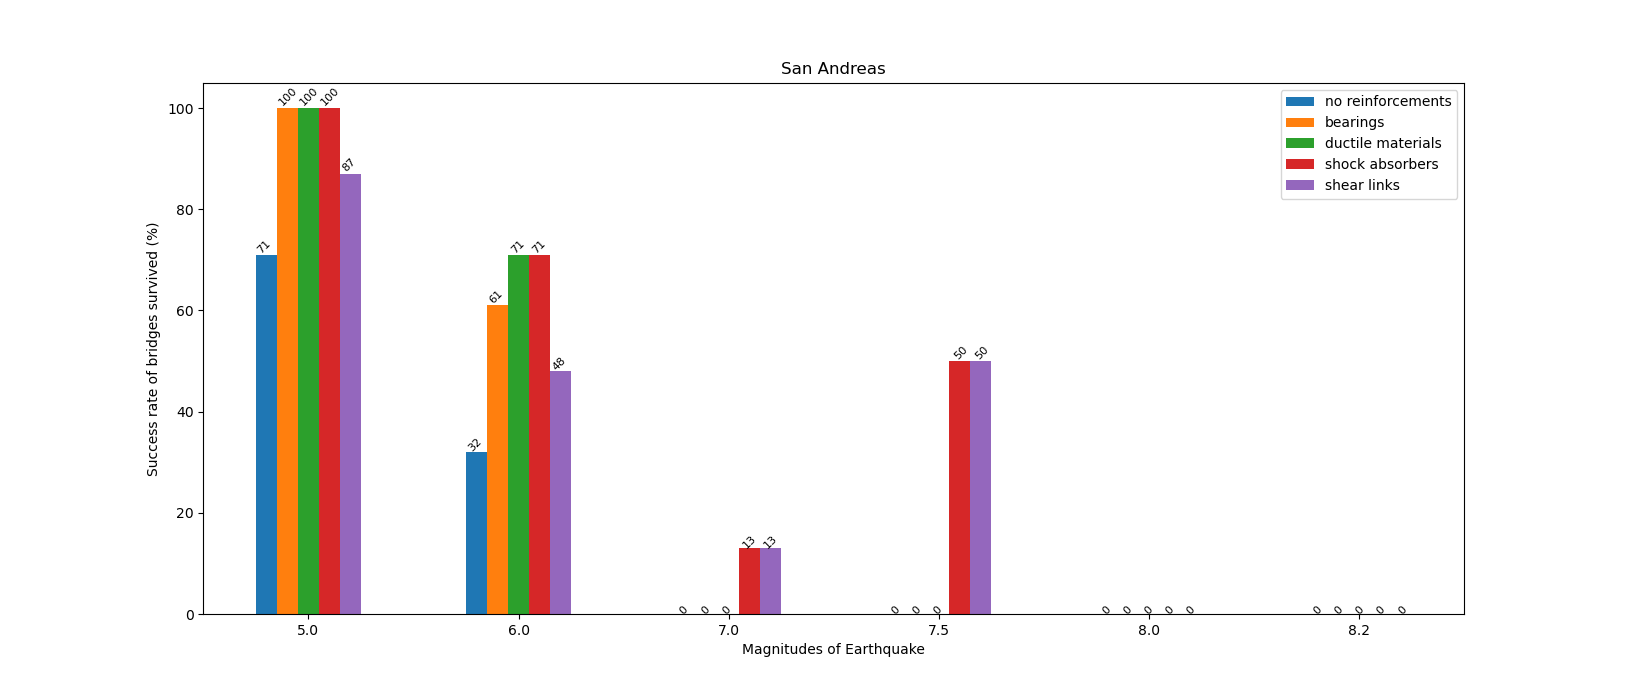 San Andreas
no reinforcements
bearings
ductile materials
shock absorbers
shear links
Success rate of bridges survived (%)
100
80
60
40
20
0
71 100 100 100 87
32 61 71 71 48
0 0 0 13 13
0 0 0 50 50
0 0 0 0 0
0 0 0 0 0
5.0 6.0 7.0 7.5 8.0 8.2
Magnitudes of Earthquake